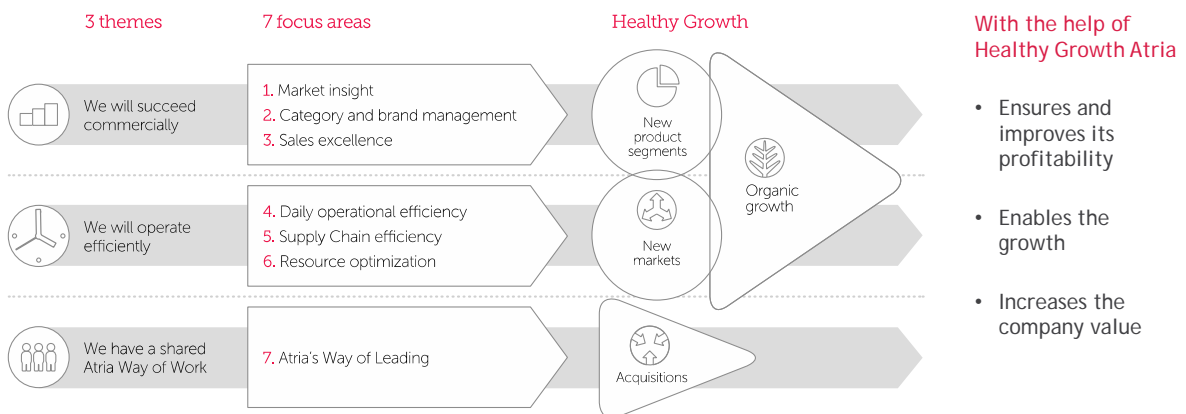 3 themes
7 focus areas
Healthy Growth
We will succeed
commercially
1. Market insight
2. Category and brand management
3. Sales excellence
New
product
segments
We will operate
efficiently
4. Daily operational efficiency
5. Supply Chain efficiency
6. Resource optimization
New
markets
Organic
growth
We have a shared
Atria Way of Work
7. Atria's Way of Leading
Acquisitions
With the help of
Healthy Growth Atria
• Ensures and
improves its
profitability
• Enables the
growth
• Increases the
company value